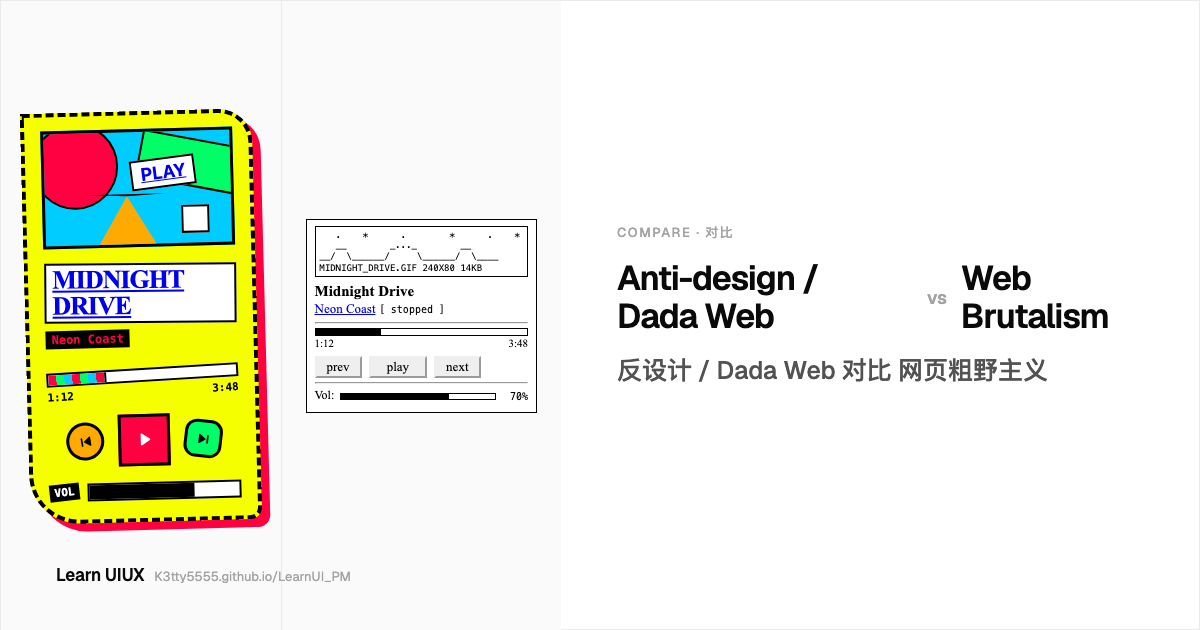 PLAY
MIDNIGHT
DRIVE
Neon Coast
1:12
3:48
VOL
MIDNIGHT_DRIVE.GIF 240X80 14KB
Midnight Drive
Neon Coast [ stopped ]
1:12
3:48
prev
play
next
Vol:
70%
COMPARE · 对比
Anti-design /
Dada Web
vs
Web
Brutalism
反设计 / Dada Web 对比 网页粗野主义
Learn UIUX K3tty5555.github.io/LearnUI_PM